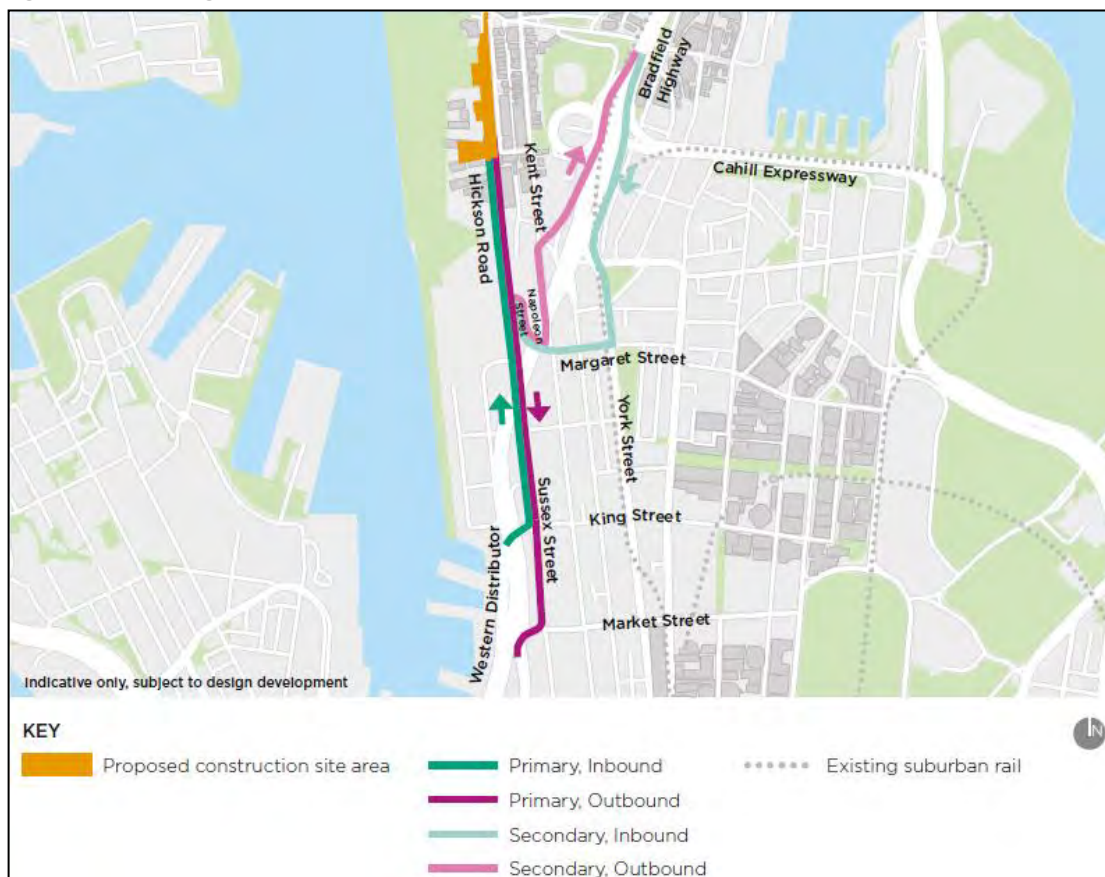 Bradfield
Highway
Kent Street
Cahill Expressway
Hickson Road
Napoleon
Street
Margaret Street
York Street
Sussex Street
King Street
Western Distributor
Market Street
Indicative only, subject to design development
KEY
N
Proposed construction site area
Primary, Inbound
Existing suburban rail
Primary, Outbound
Secondary, Inbound
Secondary, Outbound